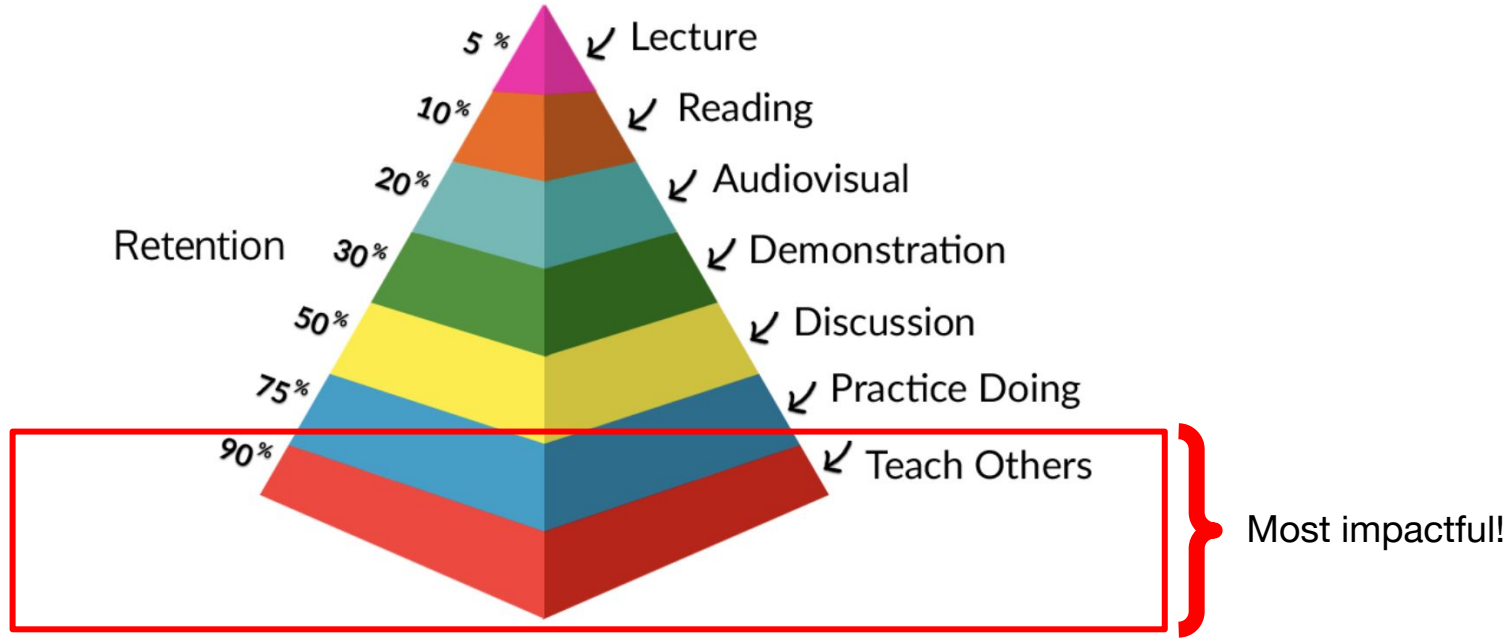 5 % Lecture
10% Reading
20% Audiovisual
Retention 30% Demonstration
50% Discussion
75% Practice Doing
90% Teach Others
Most impactful!